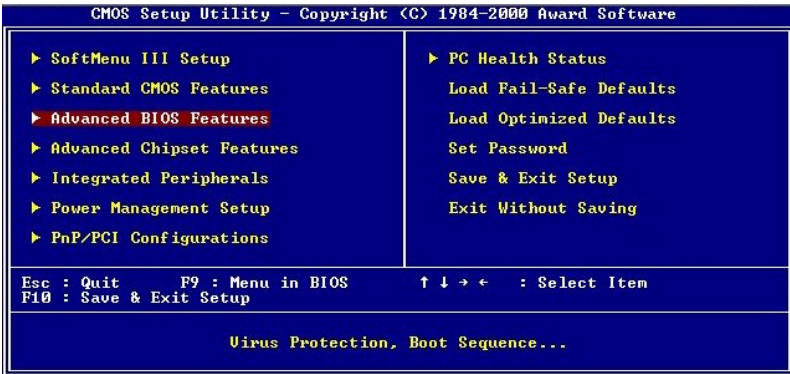 CMOS Setup Utility - Copyright (C) 1984-2000 Award Software
▶ SoftMenu III Setup
▶ Standard CMOS Features
▶ Advanced BIOS Features
▶ Advanced Chipset Features
▶ Integrated Peripherals
▶ Power Management Setup
▶ PnP/PCI Configurations
▶ PC Health Status
Load Fail-Safe Defaults
Load Optimized Defaults
Set Password
Save & Exit Setup
Exit Without Saving
Esc : Quit F9 : Menu in BIOS ↑ ↓ → ← : Select Item
F10 : Save & Exit Setup
Virus Protection, Boot Sequence...